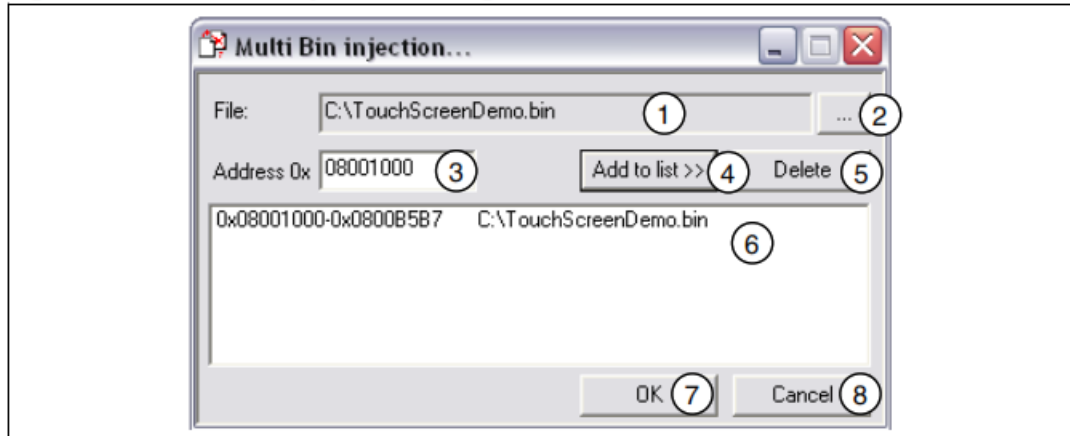 Multi Bin injection...
File: C:\TouchScreenDemo.bin 1 ... 2
Address 0x 08001000 3 Add to list >> 4 Delete 5
0x08001000-0x0800B5B7 C:\TouchScreenDemo.bin 6
OK 7 Cancel 8